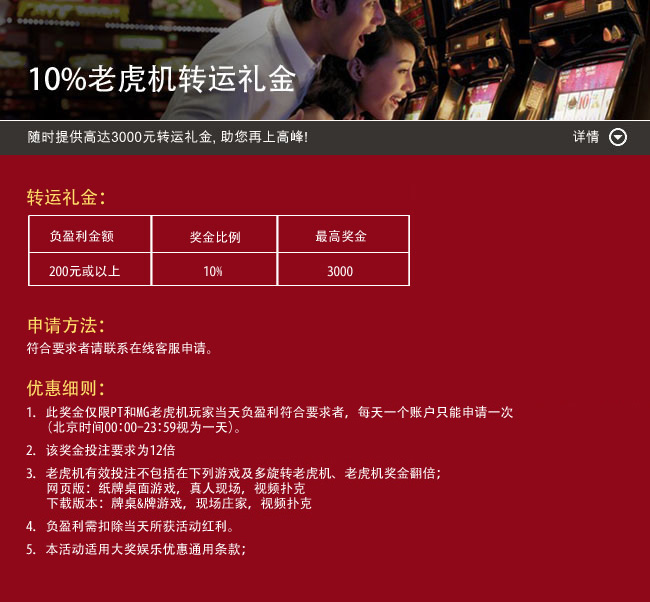 10%老虎机转运礼金
随时提供高达3000元转运礼金, 助您再上高峰!
详情
转运礼金：
负盈利金额 奖金比例 最高奖金
200元或以上 10% 3000
申请方法：
符合要求者请联系在线客服申请。
优惠细则：
1. 此奖金仅限PT和MG老虎机玩家当天负盈利符合要求者，每天一个账户只能申请一次
（北京时间00:00-23:59视为一天）。
2. 该奖金投注要求为12倍
3. 老虎机有效投注不包括在下列游戏及多旋转老虎机、老虎机奖金翻倍；
网页版：纸牌桌面游戏，真人现场，视频扑克
下载版本：牌桌&牌游戏，现场庄家，视频扑克
4. 负盈利需扣除当天所获活动红利。
5. 本活动适用大奖娱乐优惠通用条款；